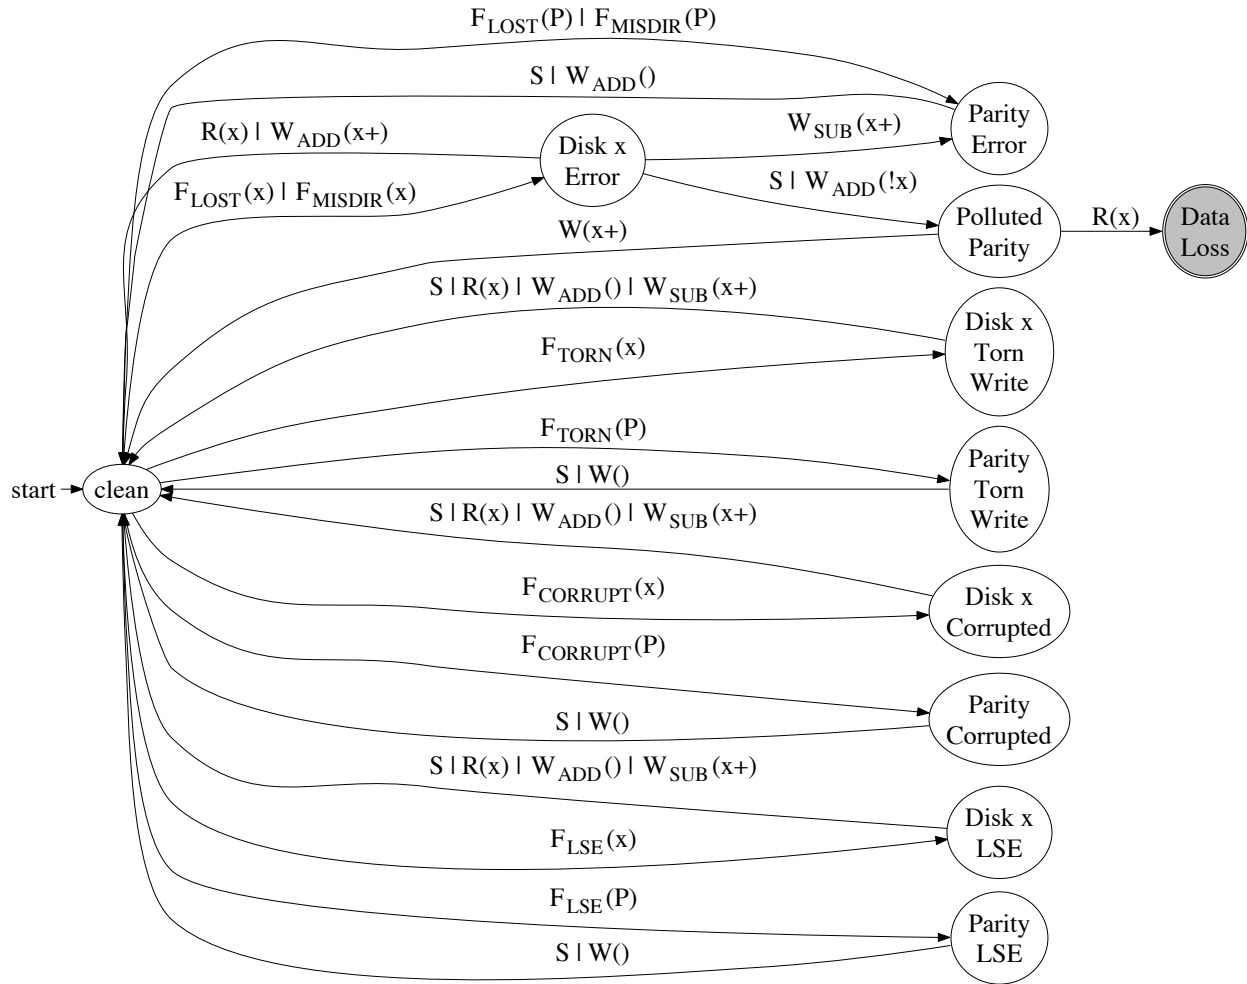 F_LOST(P) | F_MISDIR(P)
S | W_ADD()
R(x) | W_ADD(x+)
W_SUB(x+)
Parity
Error
Disk x
Error
F_LOST(x) | F_MISDIR(x)
S | W_ADD(!x)
W(x+)
Polluted
Parity
R(x)
Data
Loss
S | R(x) | W_ADD() | W_SUB(x+)
Disk x
Torn
Write
F_TORN(x)
F_TORN(P)
Parity
Torn
Write
start
clean
S | W()
S | R(x) | W_ADD() | W_SUB(x+)
F_CORRUPT(x)
Disk x
Corrupted
F_CORRUPT(P)
Parity
Corrupted
S | W()
S | R(x) | W_ADD() | W_SUB(x+)
Disk x
LSE
F_LSE(x)
F_LSE(P)
Parity
LSE
S | W()